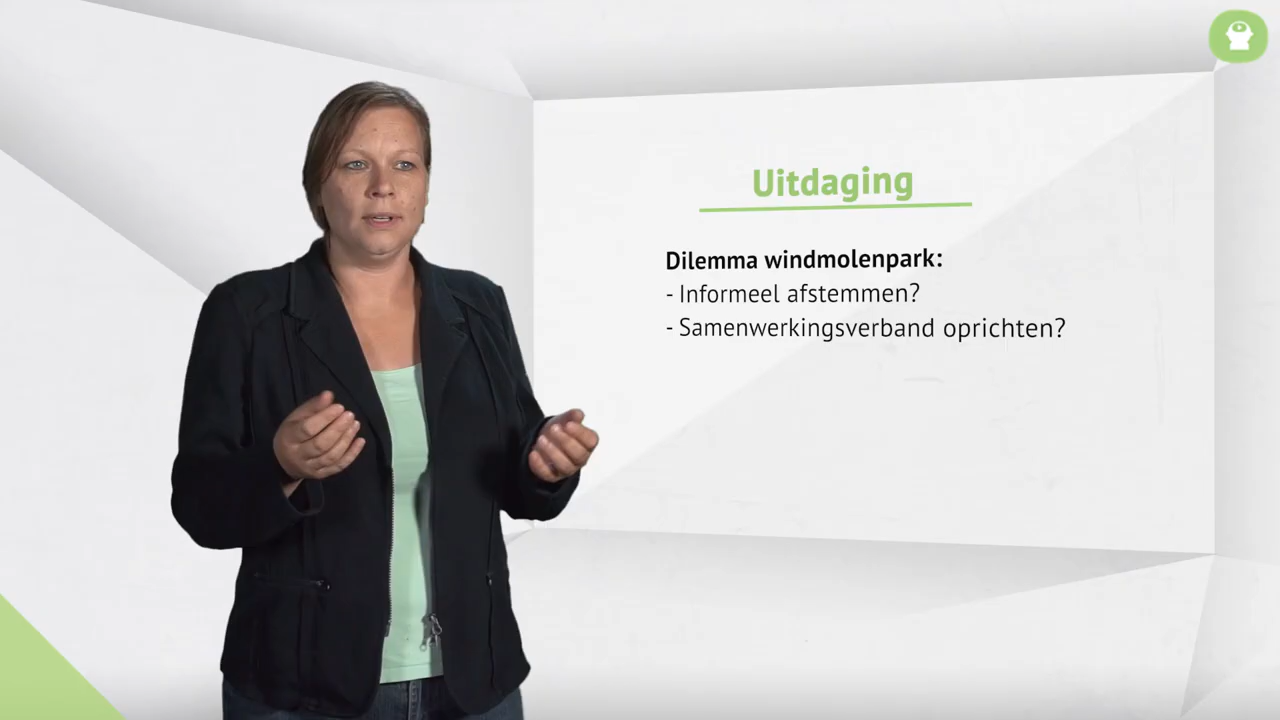 Uitdaging
Dilemma windmolenpark:
- Informeel afstemmen?
- Samenwerkingsverband oprichten?